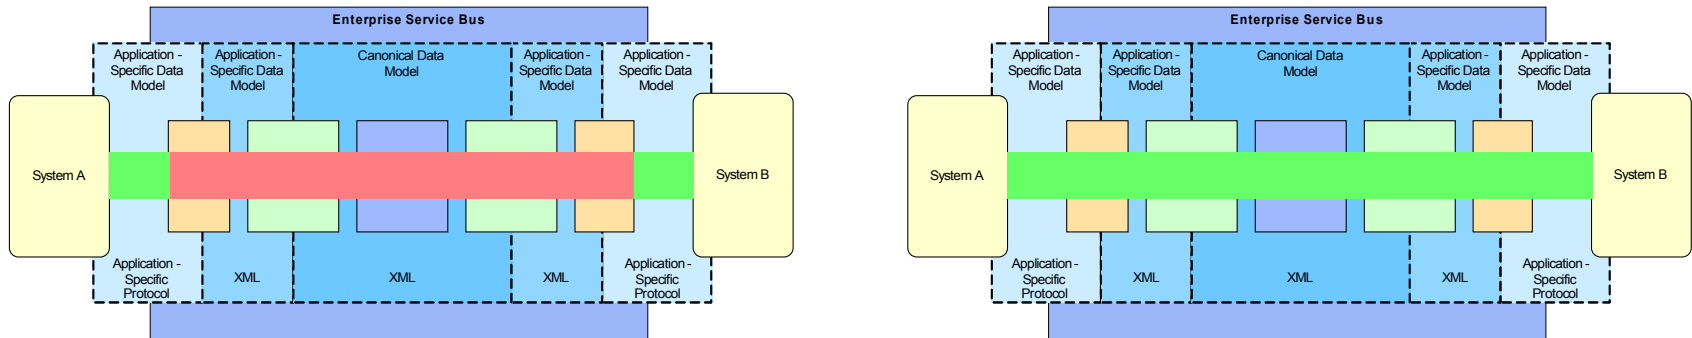 Enterprise Service Bus
Application -
Specific Data
Model
Application -
Specific Data
Model
Canonical Data
Model
Application -
Specific Data
Model
Application -
Specific Data
Model
System A
System B
Application -
Specific
Protocol
XML
XML
XML
Application -
Specific
Protocol
Enterprise Service Bus
Application -
Specific Data
Model
Application -
Specific Data
Model
Canonical Data
Model
Application -
Specific Data
Model
Application -
Specific Data
Model
System A
System B
Application -
Specific
Protocol
XML
XML
XML
Application -
Specific
Protocol